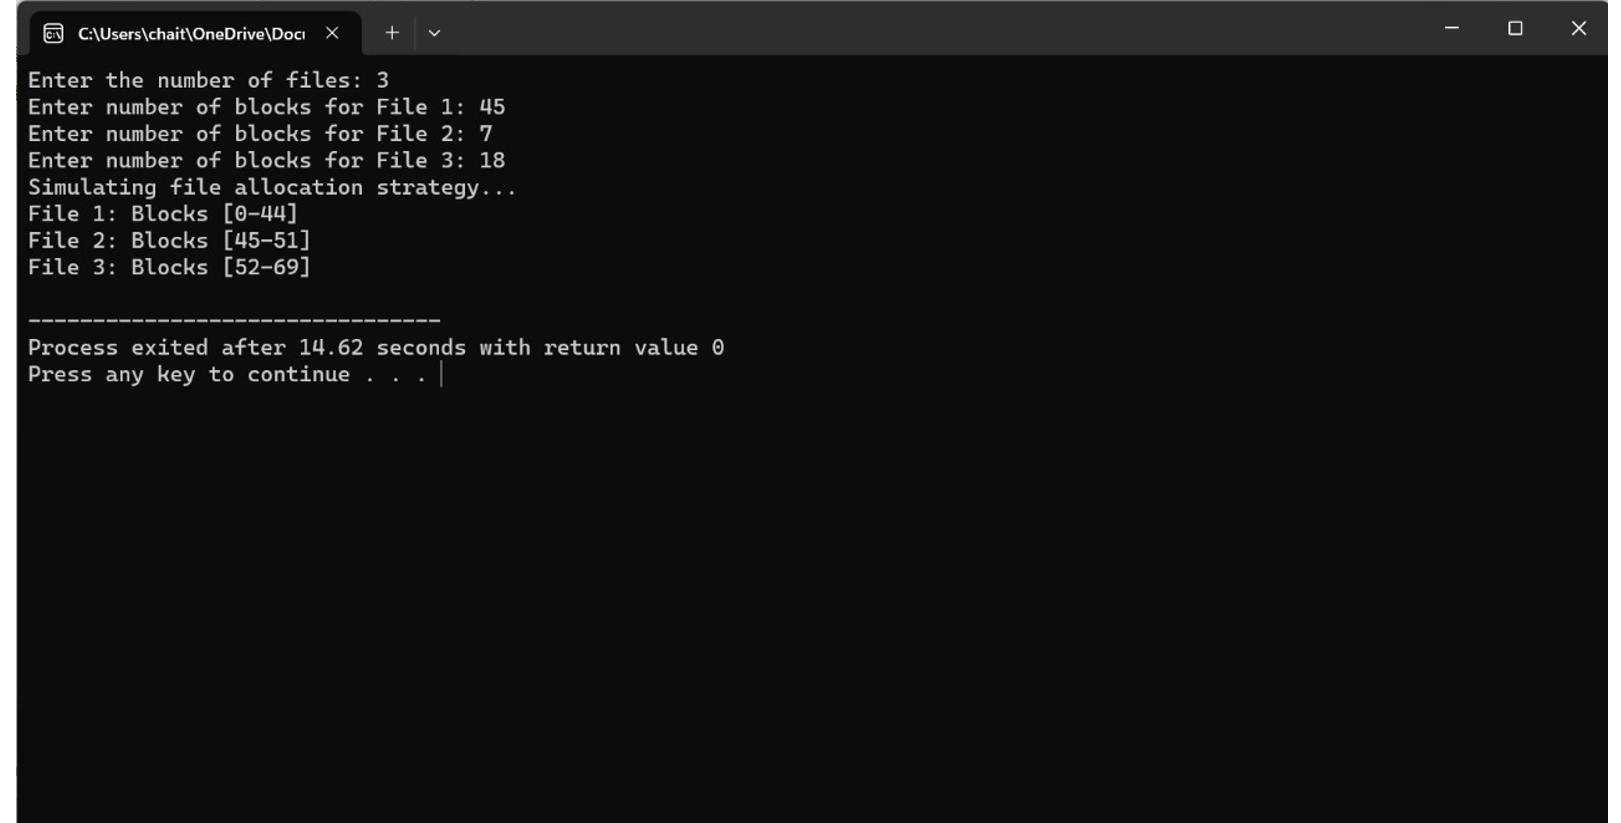 C:\Users\chait\OneDrive\Docu
Enter the number of files: 3
Enter number of blocks for File 1: 45
Enter number of blocks for File 2: 7
Enter number of blocks for File 3: 18
Simulating file allocation strategy...
File 1: Blocks [0-44]
File 2: Blocks [45-51]
File 3: Blocks [52-69]
--------------------------------
Process exited after 14.62 seconds with return value 0
Press any key to continue . . .